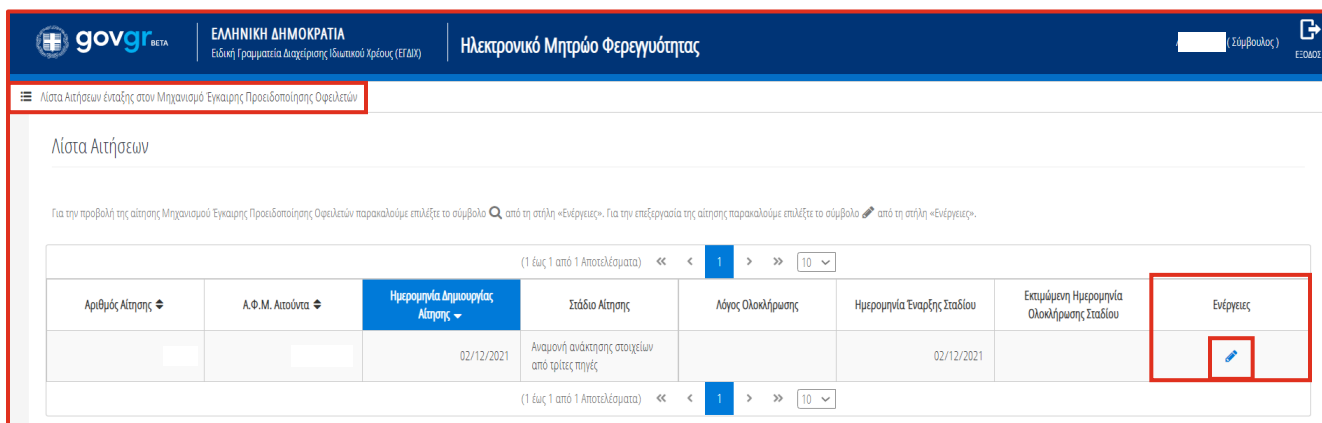 govgr BETA
ΕΛΛΗΝΙΚΗ ΔΗΜΟΚΡΑΤΙΑ
Ειδική Γραμματεία Διαχείρισης Ιδιωτικού Χρέους (ΕΓΔΙΧ)
Ηλεκτρονικό Μητρώο Φερεγγυότητας
( Σύμβουλος )
ΕΞΟΔΟΣ
Λίστα Αιτήσεων ένταξης στον Μηχανισμό Έγκαιρης Προειδοποίησης Οφειλετών
Λίστα Αιτήσεων
Για την προβολή της αίτησης Μηχανισμού Έγκαιρης Προειδοποίησης Οφειλετών παρακαλούμε επιλέξτε το σύμβολο από τη στήλη «Ενέργειες». Για την επεξεργασία της αίτησης παρακαλούμε επιλέξτε το σύμβολο από τη στήλη «Ενέργειες».
(1 έως 1 από 1 Αποτελέσματα) 1 10
Αριθμός Αίτησης
Α.Φ.Μ. Αιτούντα
Ημερομηνία Δημιουργίας
Αίτησης
Στάδιο Αίτησης
Λόγος Ολοκλήρωσης
Ημερομηνία Έναρξης Σταδίου
Εκτιμώμενη Ημερομηνία
Ολοκλήρωσης Σταδίου
Ενέργειες
02/12/2021
Αναμονή ανάκτησης στοιχείων
από τρίτες πηγές
02/12/2021
(1 έως 1 από 1 Αποτελέσματα) 1 10